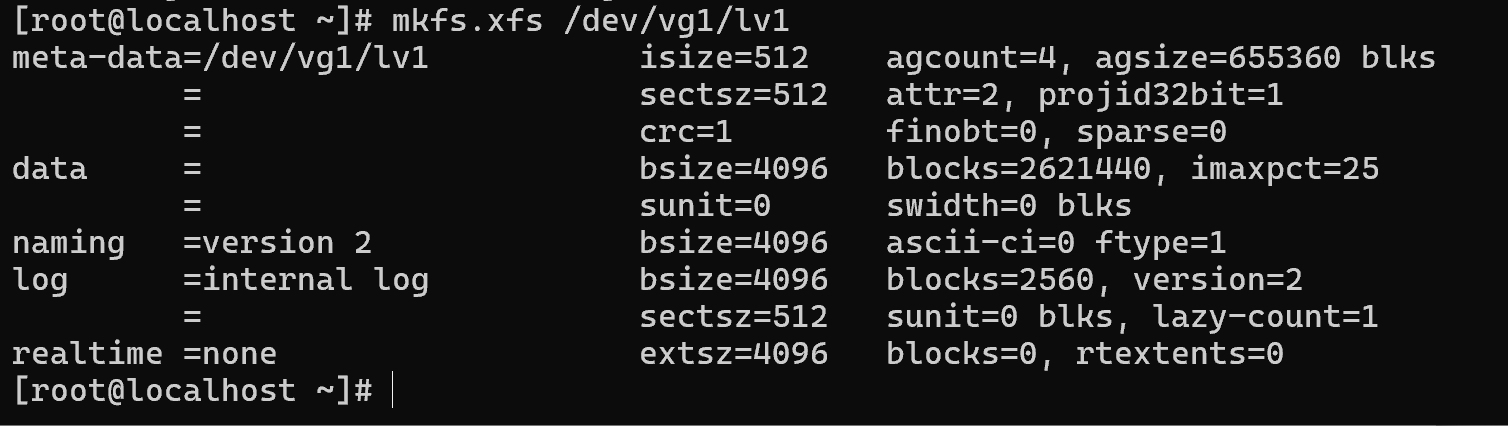 [root@localhost ~]# mkfs.xfs /dev/vg1/lv1
meta-data=/dev/vg1/lv1           isize=512    agcount=4, agsize=655360 blks
         =                       sectsz=512   attr=2, projid32bit=1
         =                       crc=1        finobt=0, sparse=0
data     =                       bsize=4096   blocks=2621440, imaxpct=25
         =                       sunit=0      swidth=0 blks
naming   =version 2              bsize=4096   ascii-ci=0 ftype=1
log      =internal log           bsize=4096   blocks=2560, version=2
         =                       sectsz=512   sunit=0 blks, lazy-count=1
realtime =none                   extsz=4096   blocks=0, rtextents=0
[root@localhost ~]#